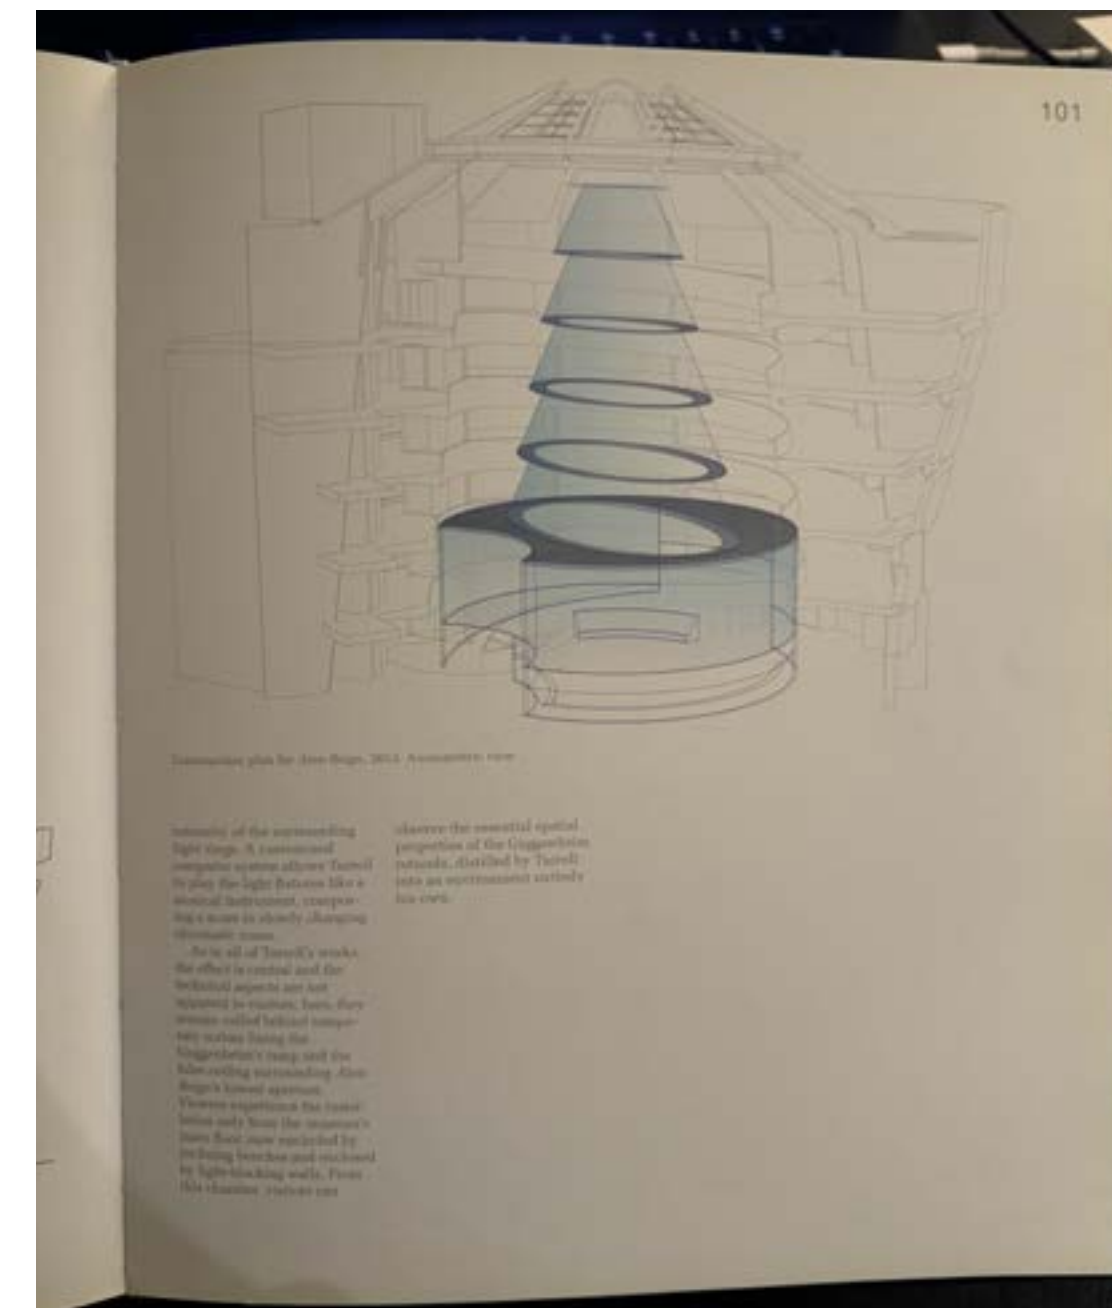 101
Construction plan for Aten Reign, 2013. Axonometric view
intensity of the surrounding
light rings. A customized
computer system allows Turrell
to play the light fixtures like a
musical instrument, compos-
ing a score in slowly changing
chromatic tones.
As in all of Turrell's works
the effect is central and the
technical aspects are not
apparent to visitors; here, they
remain veiled behind tempo-
rary scrims lining the
Guggenheim's ramp and the
false ceiling surrounding Aten
Reign's lowest aperture.
Viewers experience the instal-
lation only from the museum's
lower floor, now encircled by
reclining benches and enclosed
by light-blocking walls. From
this chamber, visitors can
observe the essential spatial
properties of the Guggenheim
rotunda, distilled by Turrell
into an environment entirely
his own.